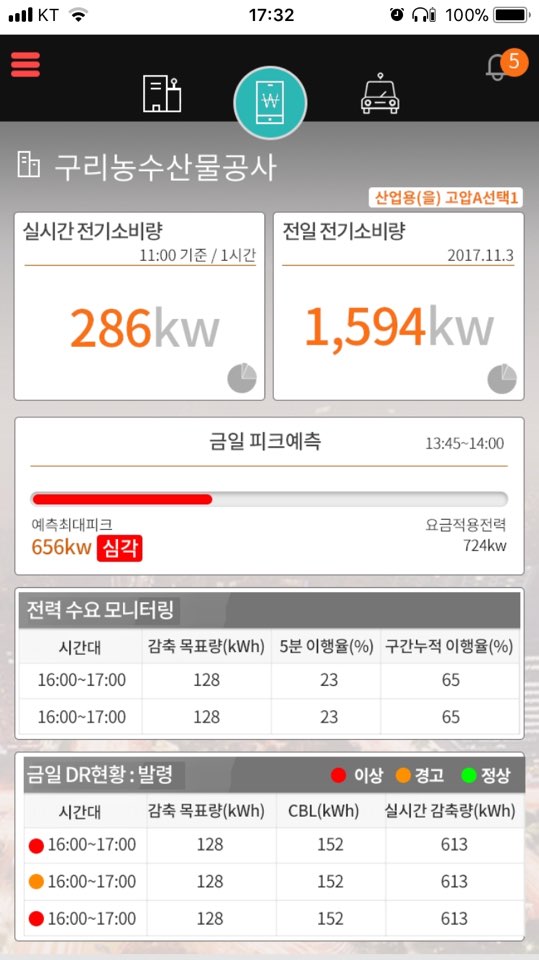 KT 17:32 100%
5
₩
구리농수산물공사
산업용(을) 고압A선택1
실시간 전기소비량
11:00 기준 / 1시간
286kw
전일 전기소비량
2017.11.3
1,594kw
금일 피크예측 13:45~14:00
예측최대피크 요금적용전력
656kw 심각 724kw
전력 수요 모니터링
시간대 감축 목표량(kWh) 5분 이행율(%) 구간누적 이행율(%)
16:00~17:00 128 23 65
16:00~17:00 128 23 65
금일 DR현황 : 발령 이상 경고 정상
시간대 감축 목표량(kWh) CBL(kWh) 실시간 감축량(kWh)
16:00~17:00 128 152 613
16:00~17:00 128 152 613
16:00~17:00 128 152 613